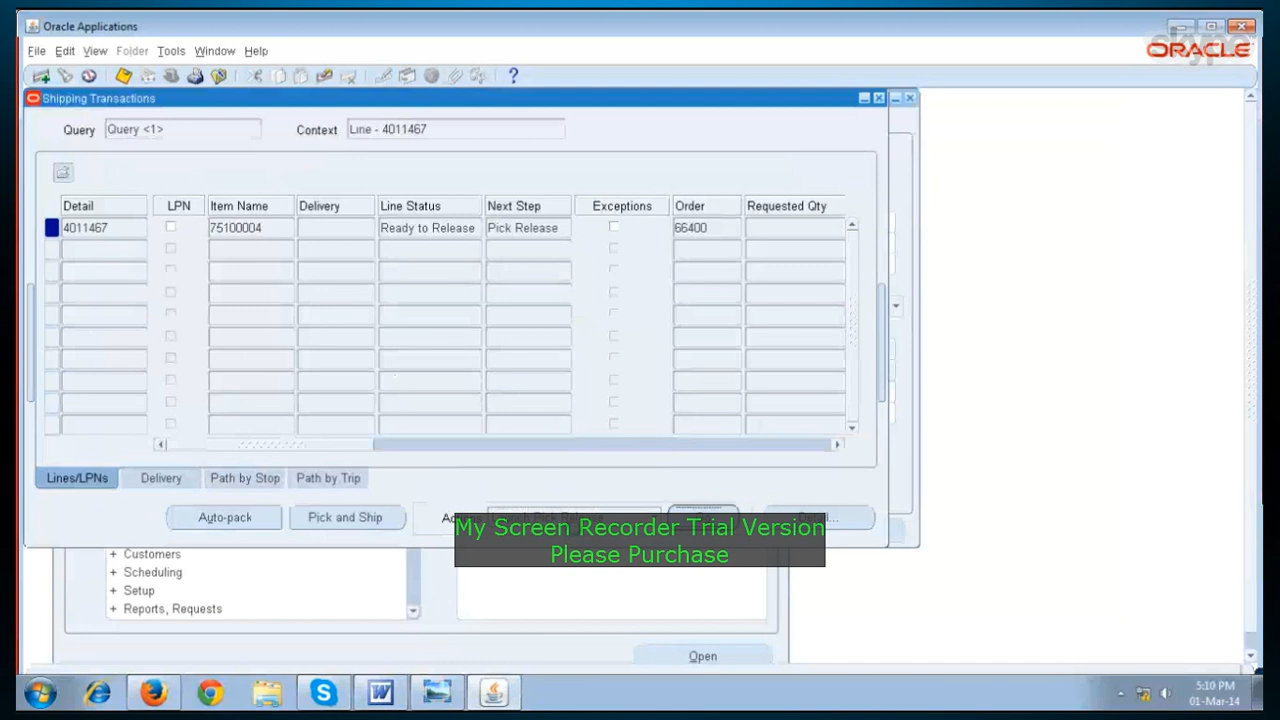 Oracle Applications
skype
File Edit View Folder Tools Window Help
ORACLE
Shipping Transactions
Query Query <1> Context Line - 4011467
Detail LPN Item Name Delivery Line Status Next Step Exceptions Order Requested Qty
4011467 75100004 Ready to Release Pick Release 66400
Lines/LPNs Delivery Path by Stop Path by Trip
Auto-pack Pick and Ship
My Screen Recorder Trial Version
Please Purchase
+ Customers
+ Scheduling
+ Setup
+ Reports, Requests
Open
5:10 PM
01-Mar-14